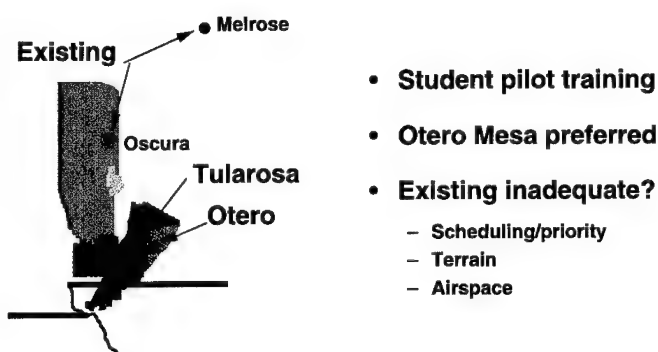 Melrose
Existing
Oscura
Tularosa
Otero
• Student pilot training
• Otero Mesa preferred
• Existing inadequate?
– Scheduling/priority
– Terrain
– Airspace